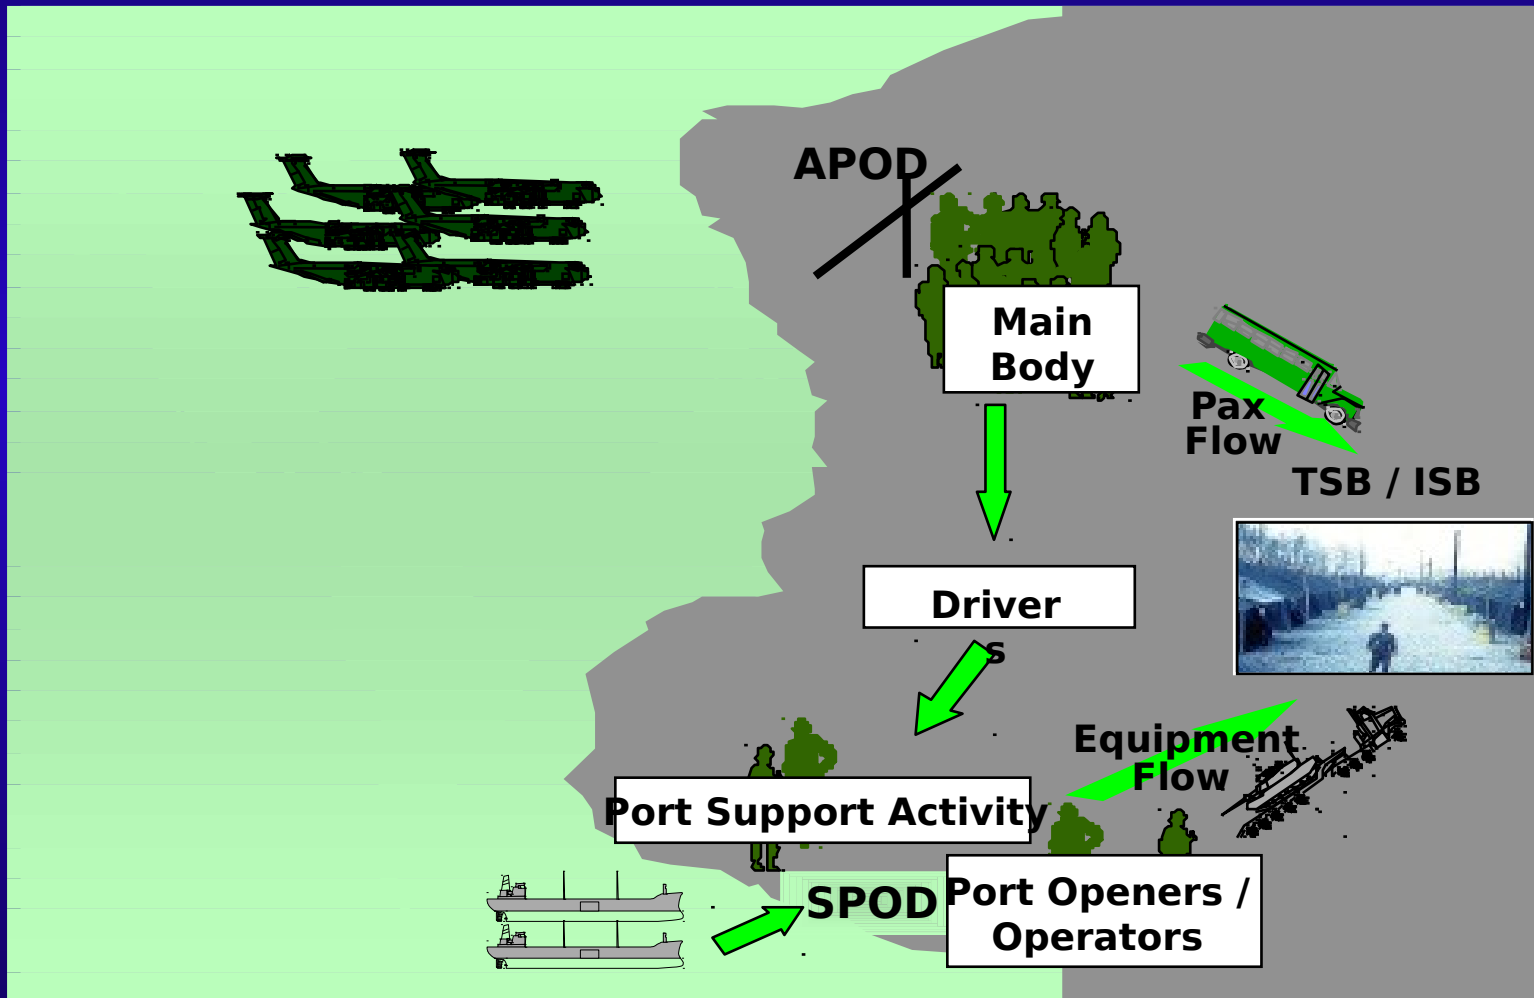 APOD
Main
Body
Pax
Flow
TSB / ISB
Driver
s
Equipment
Flow
Port Support Activity
SPOD
Port Openers /
Operators